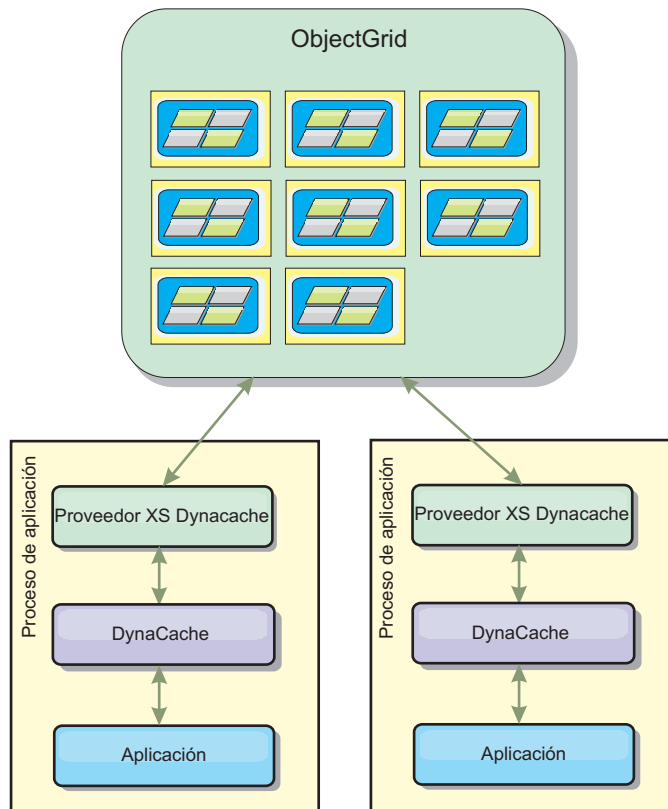 ObjectGrid
Proceso de aplicación
Proveedor XS Dynacache
DynaCache
Aplicación
Proceso de aplicación
Proveedor XS Dynacache
DynaCache
Aplicación